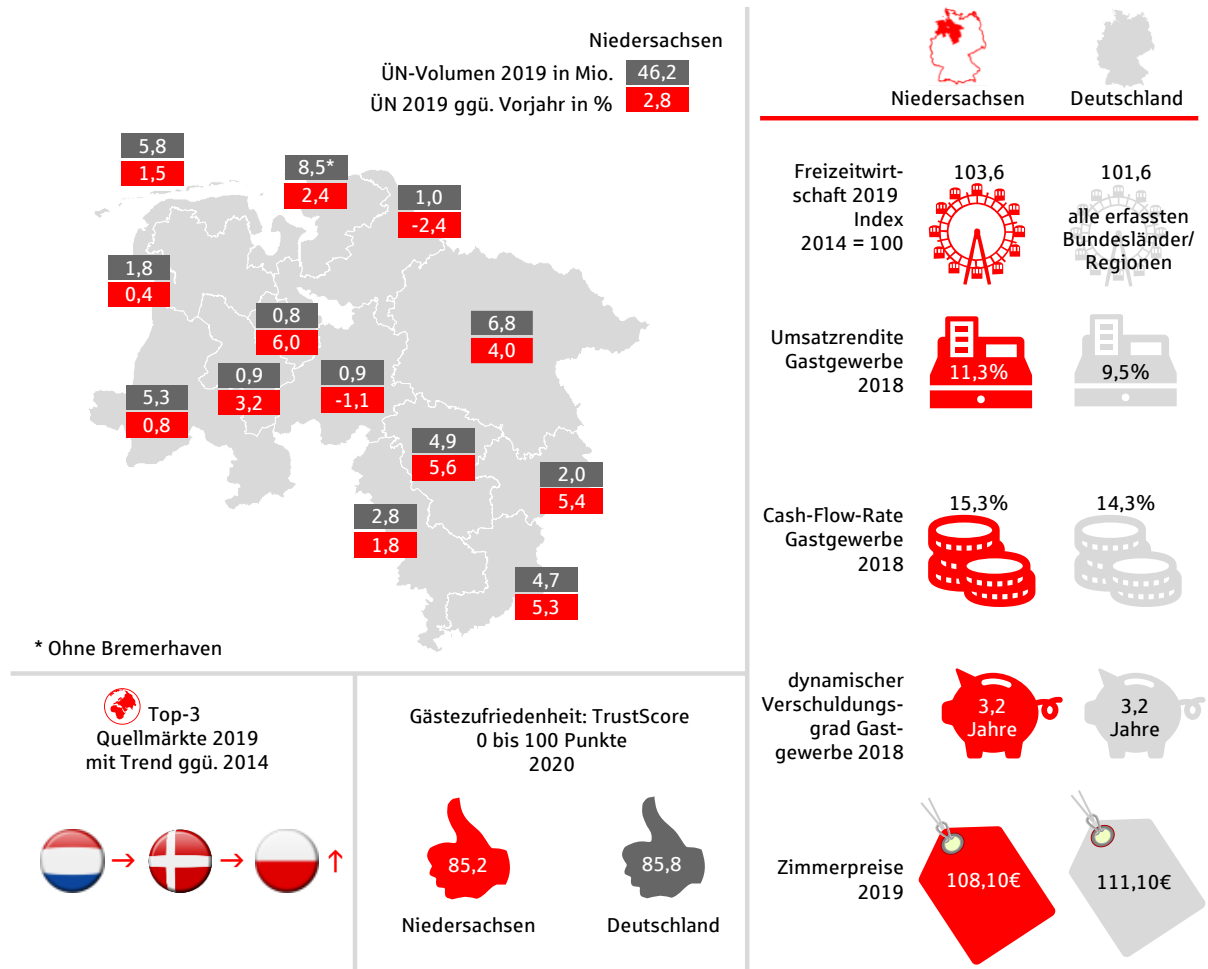 Niedersachsen
ÜN-Volumen 2019 in Mio.
46,2
ÜN 2019 ggü. Vorjahr in %
2,8
5,8
1,5
8,5*
2,4
1,0
-2,4
1,8
0,4
0,8
6,0
6,8
4,0
0,9
3,2
0,9
-1,1
5,3
0,8
4,9
5,6
2,0
5,4
2,8
1,8
4,7
5,3
* Ohne Bremerhaven
Top-3
Quellmärkte 2019
mit Trend ggü. 2014
Gästezufriedenheit: TrustScore
0 bis 100 Punkte
2020
85,2
85,8
Niedersachsen
Deutschland
Niedersachsen
Deutschland
Freizeitwirt-
schaft 2019
Index
2014 = 100
103,6
101,6
alle erfassten
Bundesländer/
Regionen
Umsatzrendite
Gastgewerbe
2018
11,3%
9,5%
Cash-Flow-Rate
Gastgewerbe
2018
15,3%
14,3%
dynamischer
Verschuldungs-
grad Gast-
gewerbe 2018
3,2
Jahre
3,2
Jahre
Zimmerpreise
2019
108,10€
111,10€